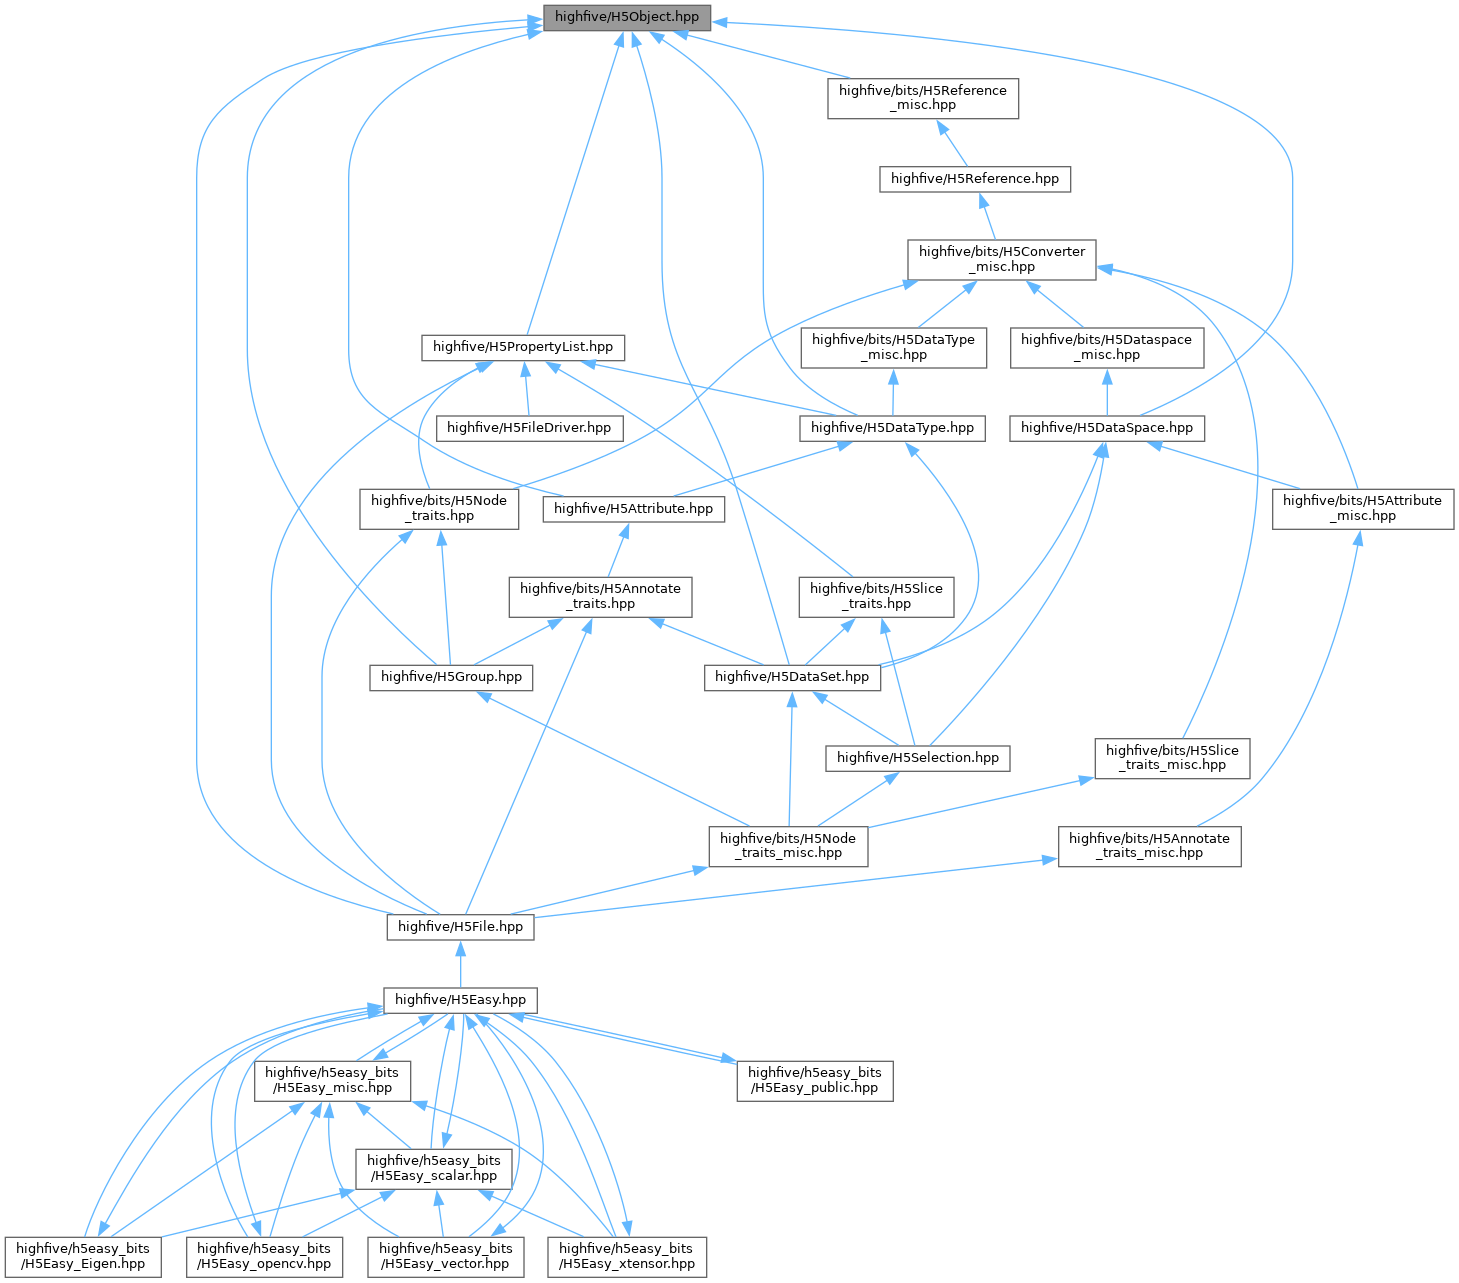 highfive/H5Object.hpp
highfive/bits/H5Reference
_misc.hpp
highfive/H5Reference.hpp
highfive/bits/H5Converter
_misc.hpp
highfive/H5PropertyList.hpp
highfive/bits/H5DataType
_misc.hpp
highfive/bits/H5Dataspace
_misc.hpp
highfive/H5FileDriver.hpp
highfive/H5DataType.hpp
highfive/H5DataSpace.hpp
highfive/bits/H5Node
_traits.hpp
highfive/H5Attribute.hpp
highfive/bits/H5Attribute
_misc.hpp
highfive/bits/H5Annotate
_traits.hpp
highfive/bits/H5Slice
_traits.hpp
highfive/H5Group.hpp
highfive/H5DataSet.hpp
highfive/H5Selection.hpp
highfive/bits/H5Slice
_traits_misc.hpp
highfive/bits/H5Node
_traits_misc.hpp
highfive/bits/H5Annotate
_traits_misc.hpp
highfive/H5File.hpp
highfive/H5Easy.hpp
highfive/h5easy_bits
/H5Easy_misc.hpp
highfive/h5easy_bits
/H5Easy_public.hpp
highfive/h5easy_bits
/H5Easy_scalar.hpp
highfive/h5easy_bits
/H5Easy_Eigen.hpp
highfive/h5easy_bits
/H5Easy_opencv.hpp
highfive/h5easy_bits
/H5Easy_vector.hpp
highfive/h5easy_bits
/H5Easy_xtensor.hpp